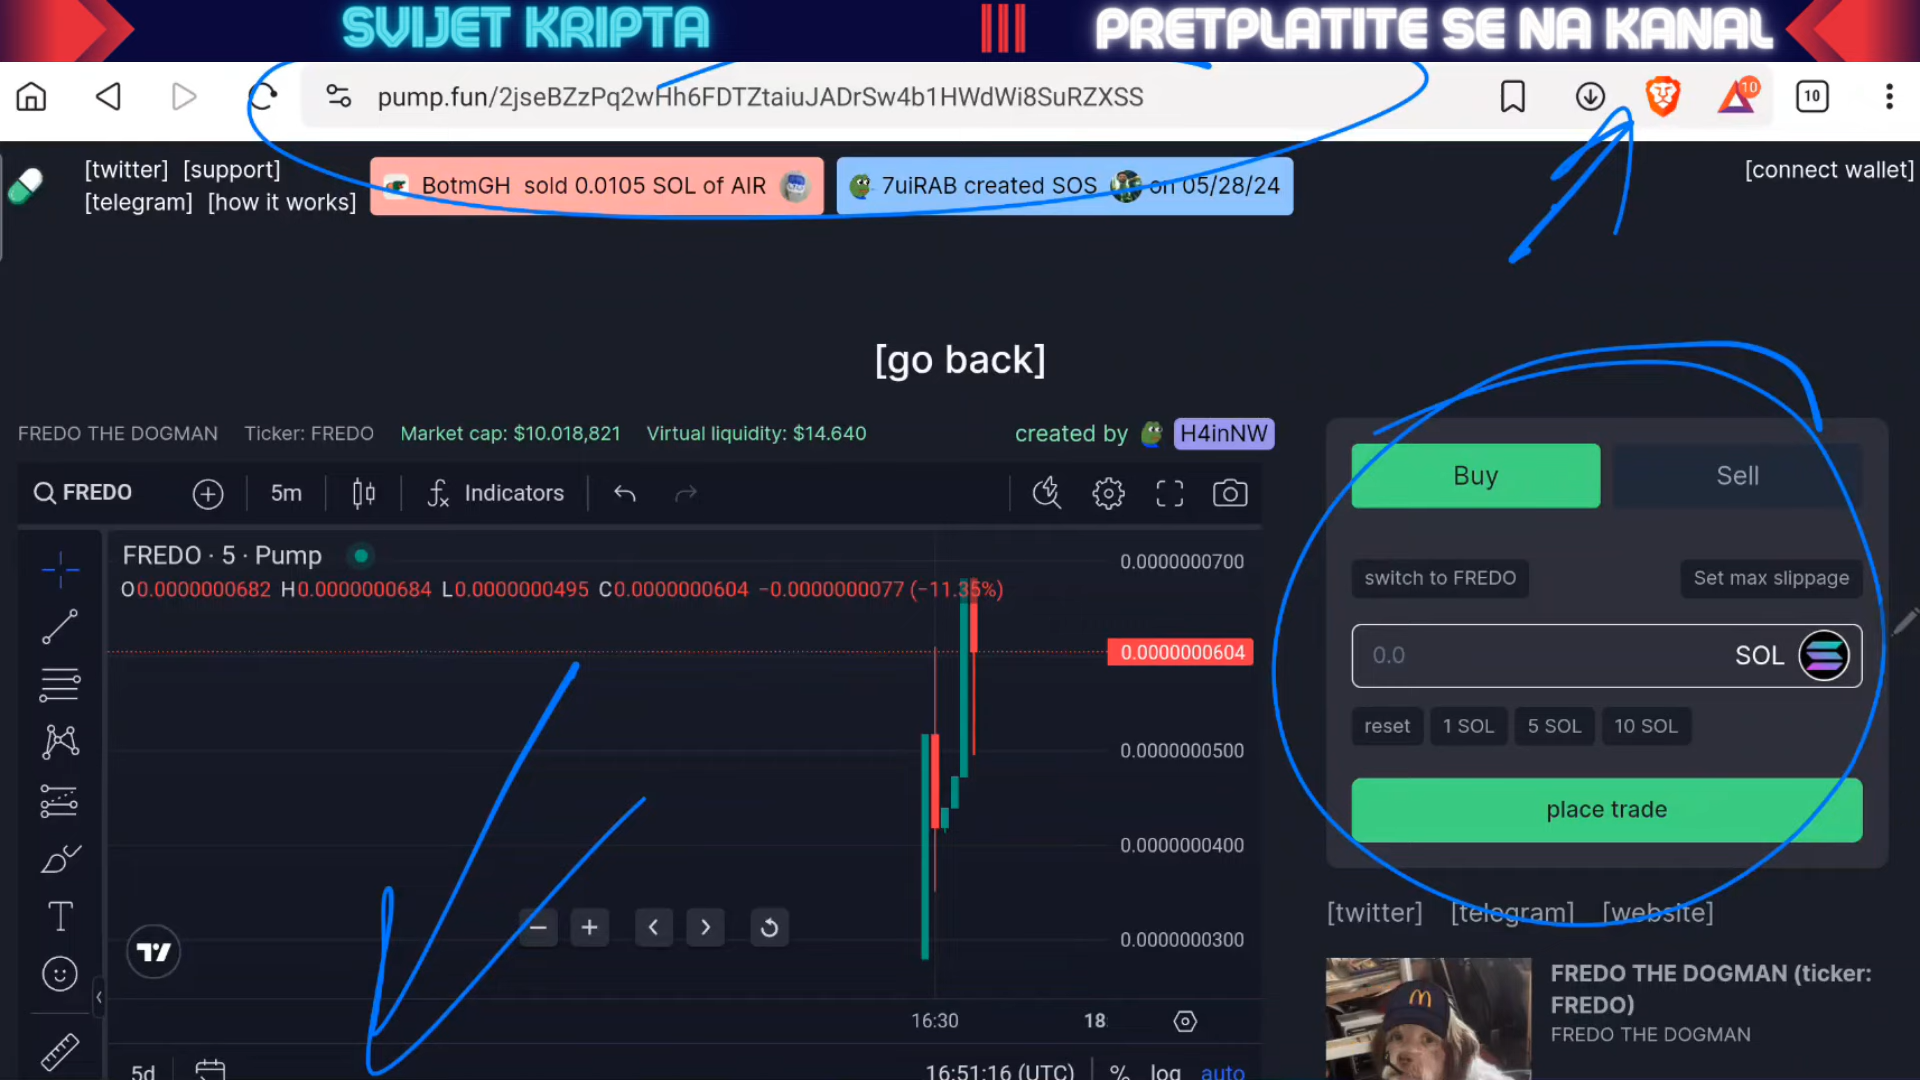 SVIJET KRIPTA
PRETPLATITE SE NA KANAL
pump.fun/2jseBZzPq2wHh6FDTZtaiuJADrSw4b1HWdWi8SuRZXSS
10
10
[twitter] [support]
[telegram] [how it works]
BotmGH sold 0.0105 SOL of AIR
7uiRAB created SOS on 05/28/24
[connect wallet]
[go back]
FREDO THE DOGMAN Ticker: FREDO Market cap: $10.018,821 Virtual liquidity: $14.640 created by H4inNW
FREDO 5m Indicators
FREDO · 5 · Pump
O0.0000000682 H0.0000000684 L0.0000000495 C0.0000000604 −0.0000000077 (−11.35%)
0.0000000700
0.0000000604
0.0000000500
0.0000000400
0.0000000300
16:30 18:
5d 16:51:16 (UTC) % log auto
Buy Sell
switch to FREDO Set max slippage
0.0 SOL
reset 1 SOL 5 SOL 10 SOL
place trade
[twitter] [telegram] [website]
FREDO THE DOGMAN (ticker:
FREDO)
FREDO THE DOGMAN